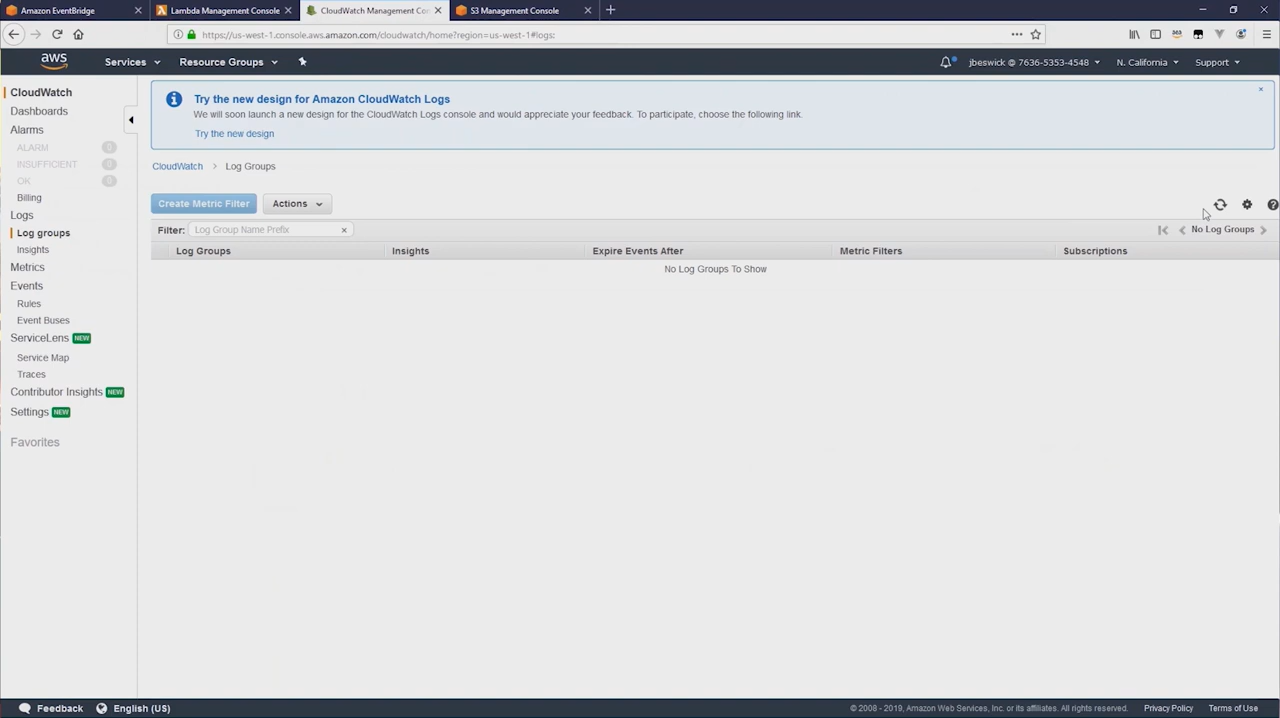 Amazon EventBridge
Lambda Management Console
CloudWatch Management Con
S3 Management Console
https://us-west-1.console.aws.amazon.com/cloudwatch/home?region=us-west-1#logs:
aws
Services
Resource Groups
jbeswick @ 7636-5353-4548
N. California
Support
CloudWatch
Dashboards
Alarms
ALARM 0
INSUFFICIENT 0
OK 0
Billing
Logs
Log groups
Insights
Metrics
Events
Rules
Event Buses
ServiceLens NEW
Service Map
Traces
Contributor Insights NEW
Settings NEW
Favorites
Try the new design for Amazon CloudWatch Logs
We will soon launch a new design for the CloudWatch Logs console and would appreciate your feedback. To participate, choose the following link.
Try the new design
CloudWatch > Log Groups
Create Metric Filter
Actions
Filter: Log Group Name Prefix
No Log Groups
Log Groups
Insights
Expire Events After
Metric Filters
Subscriptions
No Log Groups To Show
Feedback
English (US)
© 2008 - 2019, Amazon Web Services, Inc. or its affiliates. All rights reserved.
Privacy Policy
Terms of Use